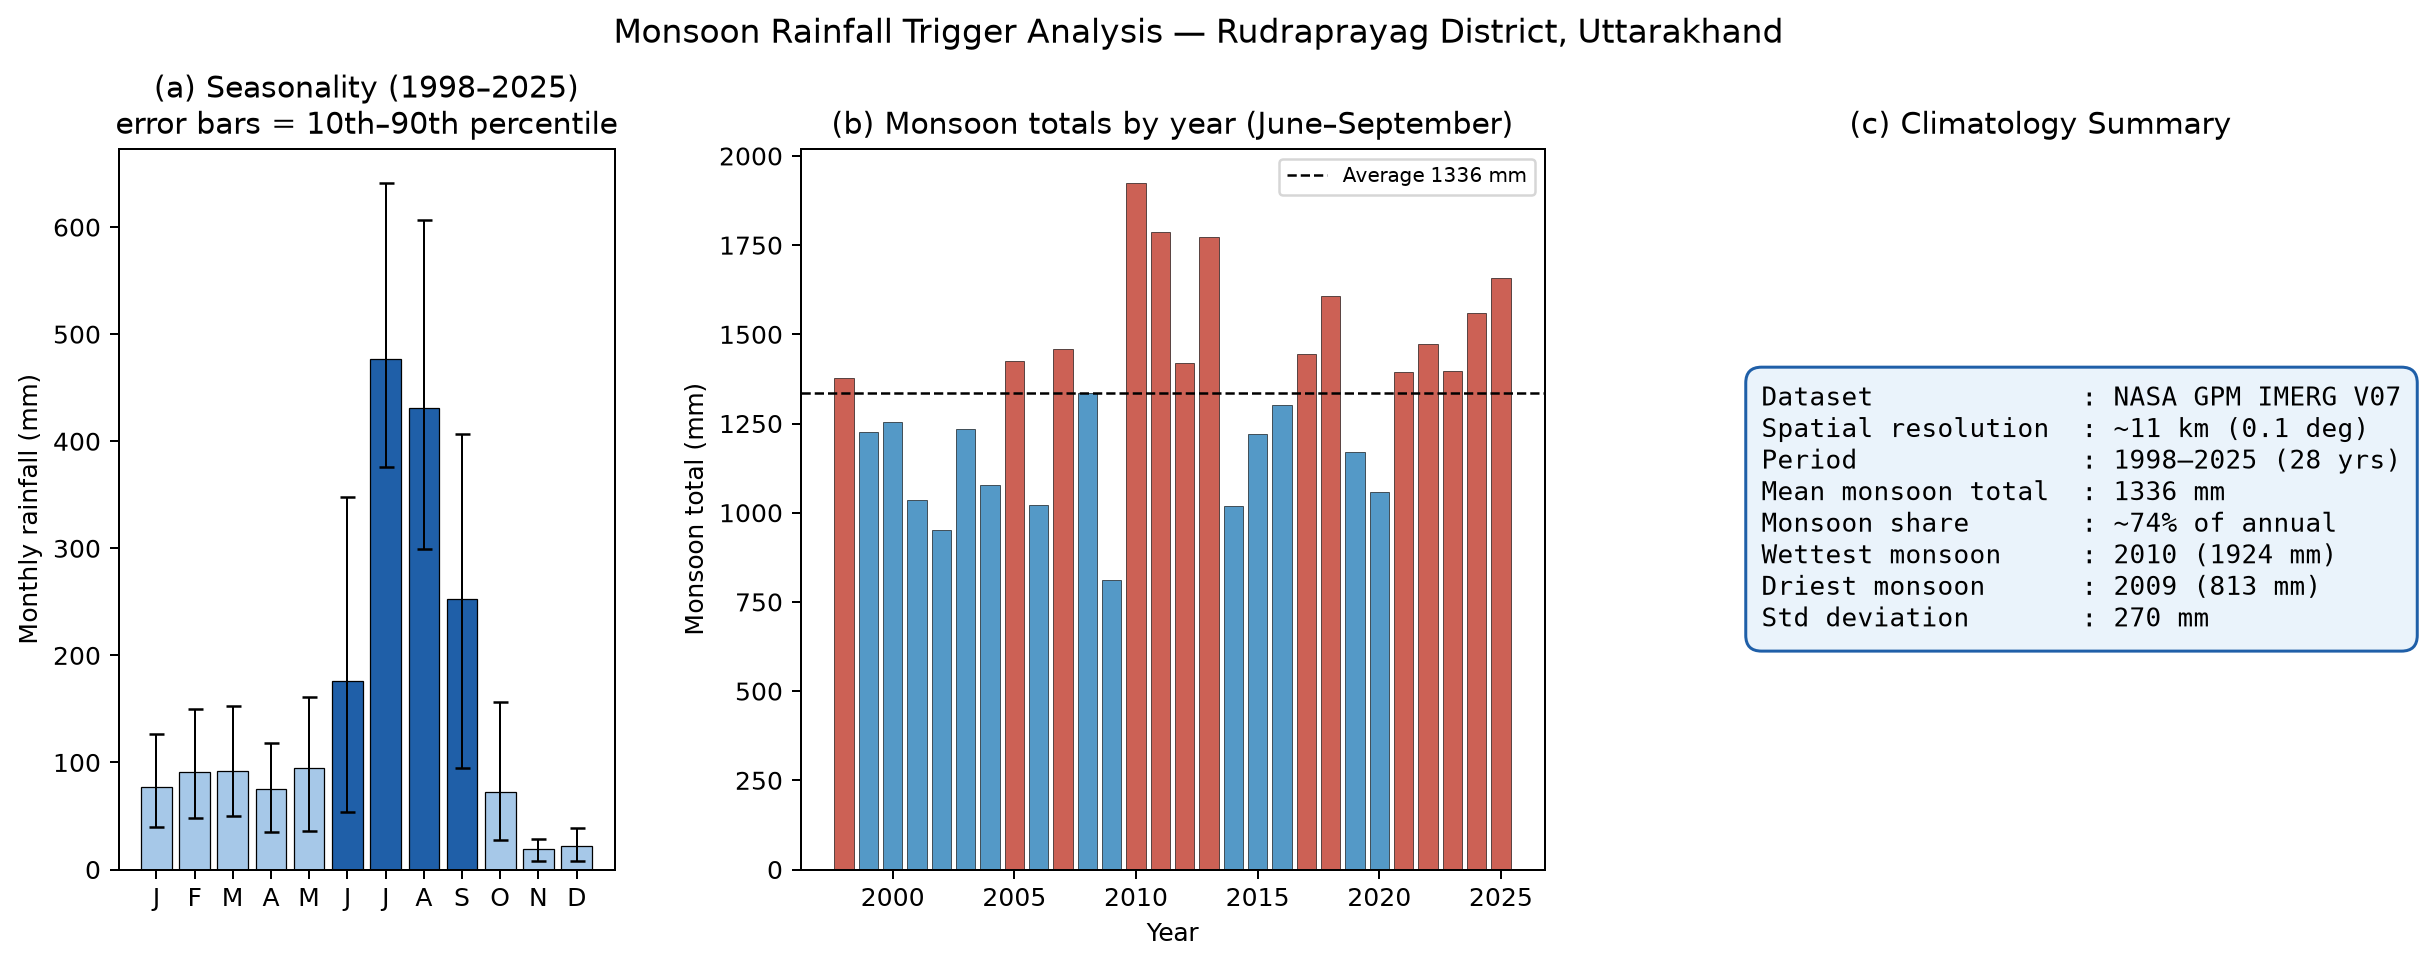 Monsoon Rainfall Trigger Analysis — Rudraprayag District, Uttarakhand
(a) Seasonality (1998–2025)
error bars = 10th–90th percentile
Monthly rainfall (mm)
600
500
400
300
200
100
0
J F M A M J J A S O N D
(b) Monsoon totals by year (June–September)
Average 1336 mm
Monsoon total (mm)
2000
1750
1500
1250
1000
750
500
250
0
2000 2005 2010 2015 2020 2025
Year
(c) Climatology Summary
Dataset : NASA GPM IMERG V07
Spatial resolution : ~11 km (0.1 deg)
Period : 1998–2025 (28 yrs)
Mean monsoon total : 1336 mm
Monsoon share : ~74% of annual
Wettest monsoon : 2010 (1924 mm)
Driest monsoon : 2009 (813 mm)
Std deviation : 270 mm